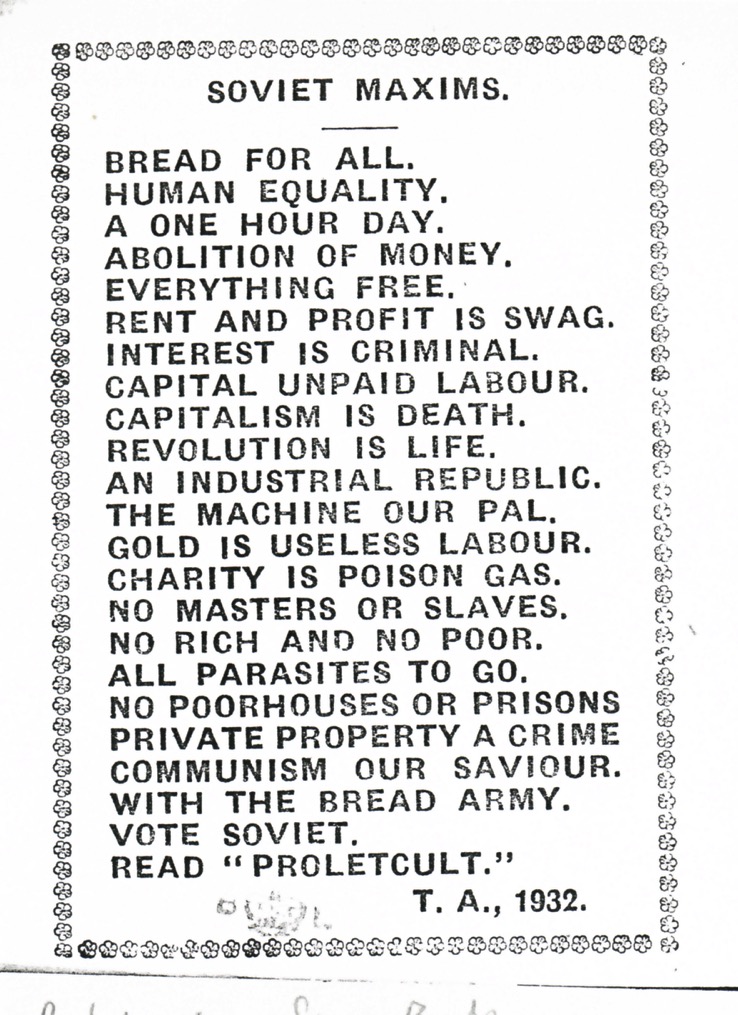 SOVIET MAXIMS.
BREAD FOR ALL.
HUMAN EQUALITY.
A ONE HOUR DAY.
ABOLITION OF MONEY.
EVERYTHING FREE.
RENT AND PROFIT IS SWAG.
INTEREST IS CRIMINAL.
CAPITAL UNPAID LABOUR.
CAPITALISM IS DEATH.
REVOLUTION IS LIFE.
AN INDUSTRIAL REPUBLIC.
THE MACHINE OUR PAL.
GOLD IS USELESS LABOUR.
CHARITY IS POISON GAS.
NO MASTERS OR SLAVES.
NO RICH AND NO POOR.
ALL PARASITES TO GO.
NO POORHOUSES OR PRISONS
PRIVATE PROPERTY A CRIME
COMMUNISM OUR SAVIOUR.
WITH THE BREAD ARMY.
VOTE SOVIET.
READ “PROLETCULT.”
T. A., 1932.